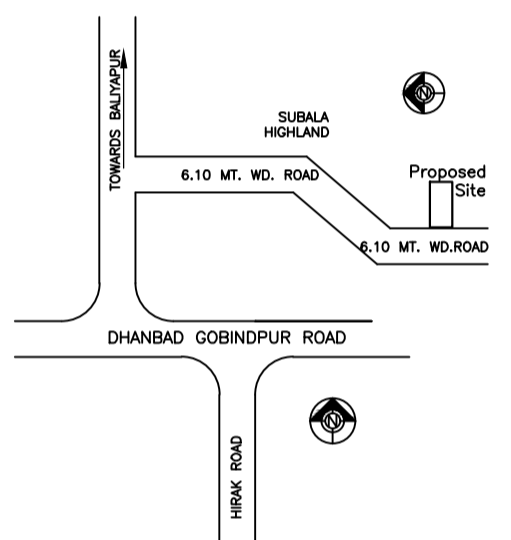 TOWARDS BALIYAPUR
N
SUBALA
HIGHLAND
6.10 MT. WD. ROAD
Proposed
Site
6.10 MT. WD.ROAD
DHANBAD GOBINDPUR ROAD
N
HIRAK ROAD